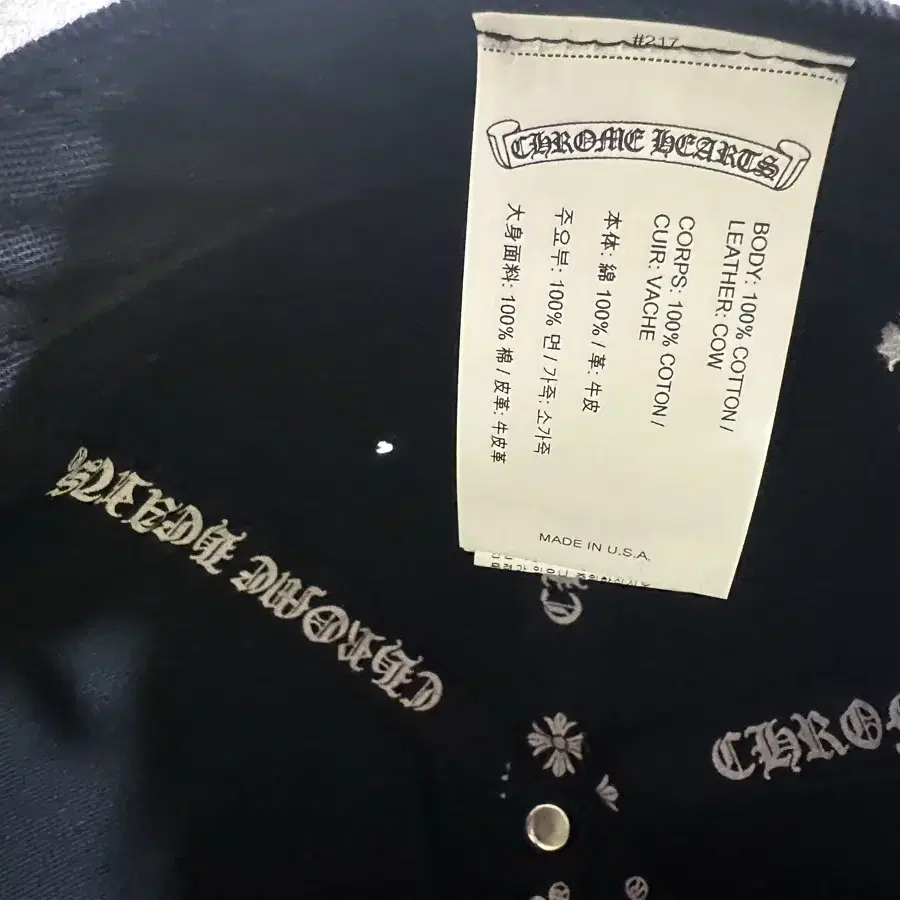 #217
CHROME HEARTS
BODY: 100% COTTON /
LEATHER: COW
CORPS: 100% COTON /
CUIR: VACHE
本体: 綿 100% / 革: 牛皮
주요부: 100% 면 / 가죽: 소가죽
大身面料: 100% 棉 / 皮革: 牛皮革
MADE IN U.S.A.
CHROME HEARTS
CH
CHRO